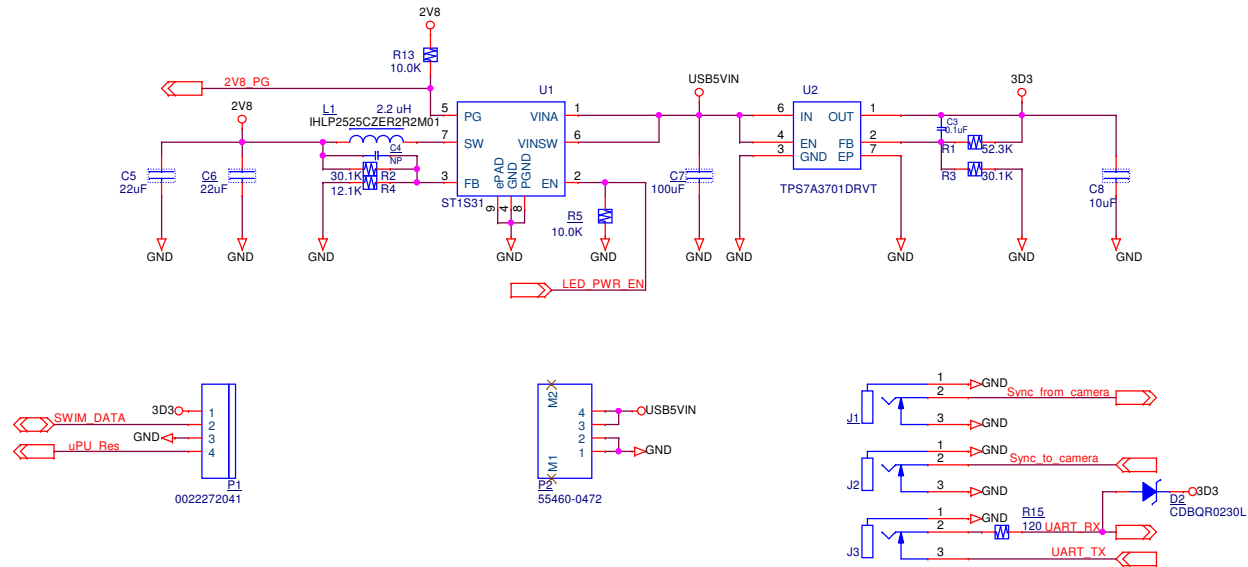 2V8
R13
10.0K
2V8_PG
2V8
L1 2.2 uH
IHLP2525CZER2R2M01
C4
NP
30.1K R2
12.1K R4
C5
22uF
C6
22uF
GND
GND
GND
U1
5 PG VINA 1
7 SW VINSW 6
3 FB EN 2
ePAD GND PGND
9 4 8
ST1S31
GND
R5
10.0K
GND
LED_PWR_EN
USB5VIN
C7
100uF
GND
GND
U2
6 IN OUT 1
4 EN FB 2
3 GND EP 7
TPS7A3701DRVT
GND
3D3
C3
0.1uF
R1 52.3K
R3 30.1K
GND
C8
10uF
GND
3D3 1
SWIM_DATA 2
GND 3
uPU_Res 4
P1
0022272041
M2
4 USB5VIN
3
2
1 GND
M1
P2
55460-0472
1 GND
2 Sync_from_camera
3 GND
J1
1 GND
2 Sync_to_camera
3 GND
J2
1 GND
2 R15
120 UART_RX
3 UART_TX
J3
3D3
D2
CDBQR0230L